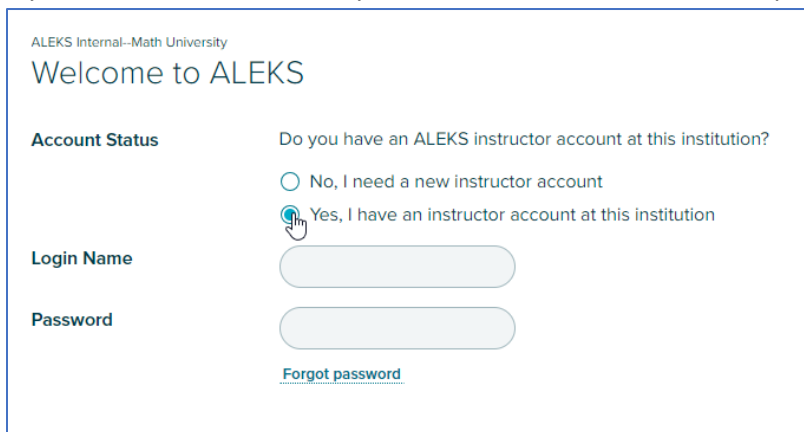 ALEKS Internal--Math University
Welcome to ALEKS
Account Status
Do you have an ALEKS instructor account at this institution?
No, I need a new instructor account
Yes, I have an instructor account at this institution
Login Name
Password
Forgot password